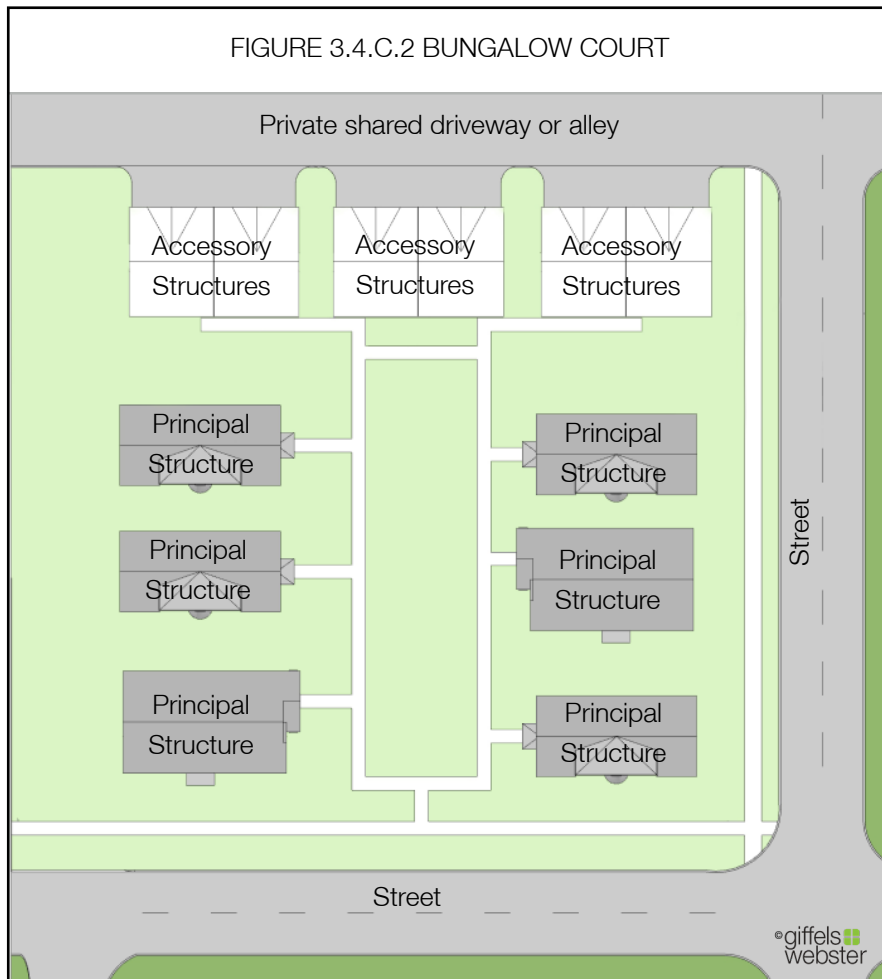 FIGURE 3.4.C.2 BUNGALOW COURT
Private shared driveway or alley
Accessory
Structures
Accessory
Structures
Accessory
Structures
Principal
Structure
Principal
Structure
Principal
Structure
Principal
Structure
Principal
Structure
Principal
Structure
Street
Street
©giffels
webster